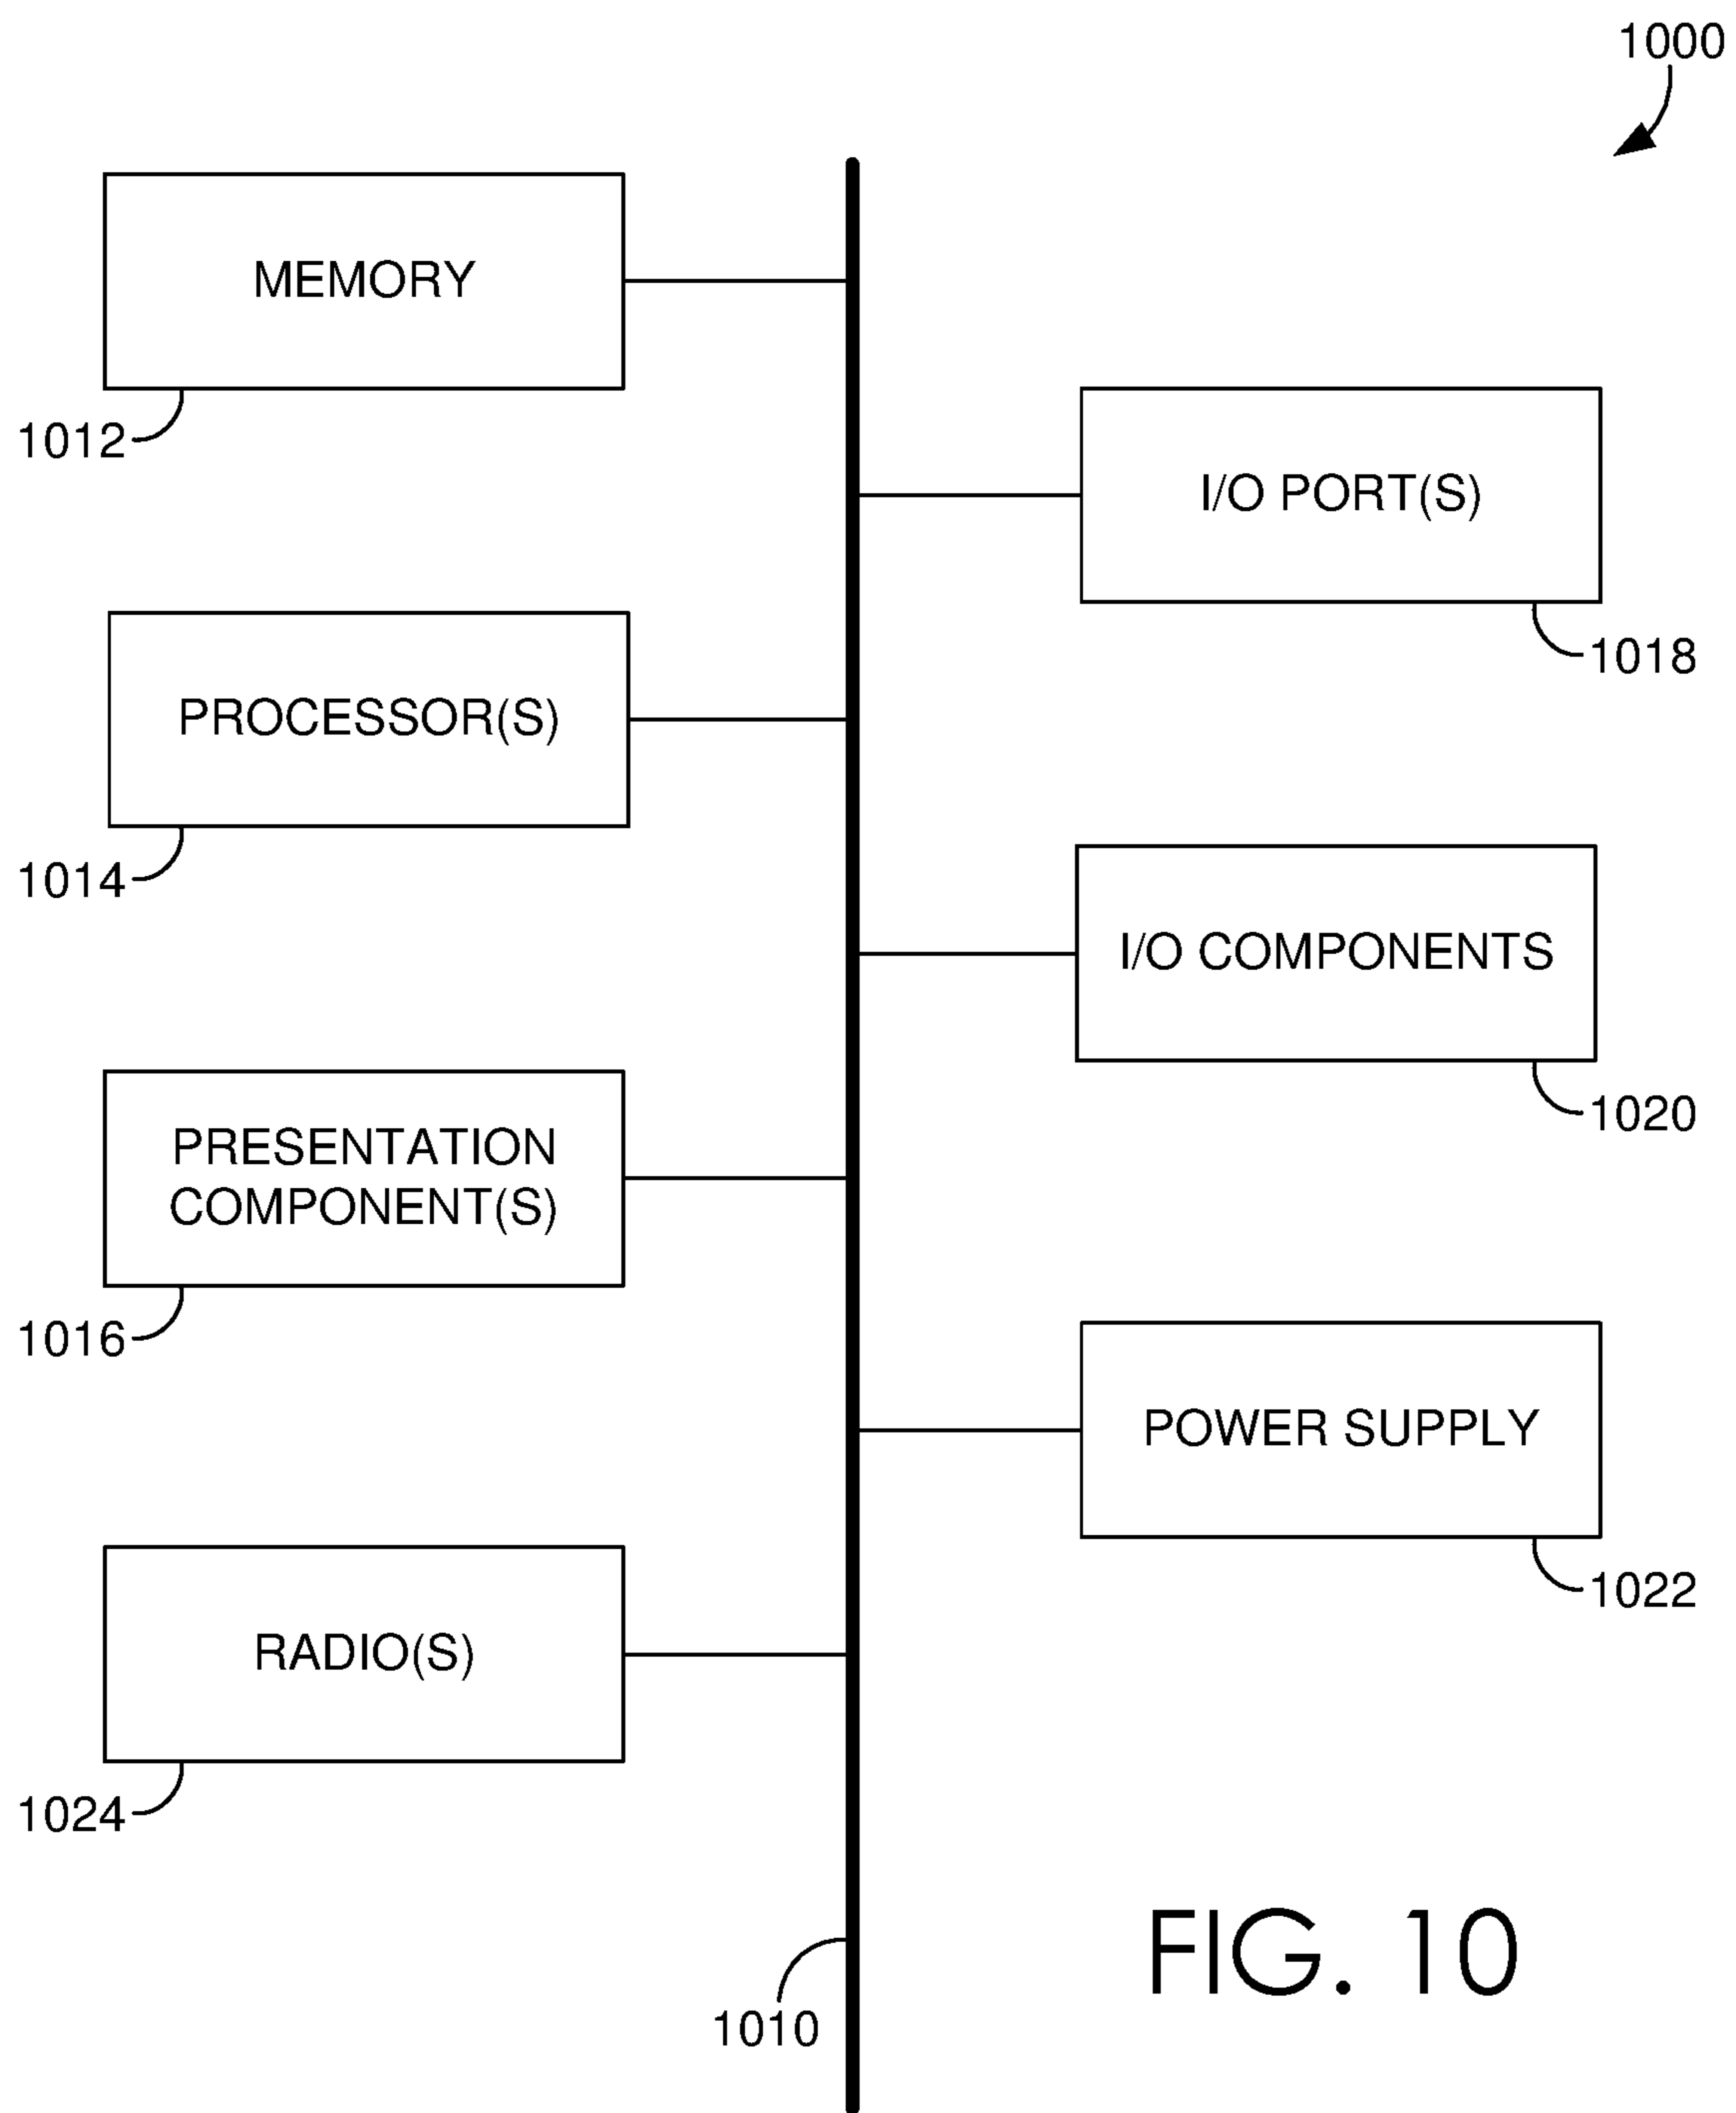 1000
MEMORY
1012
I/O PORT(S)
1018
PROCESSOR(S)
1014
I/O COMPONENTS
1020
PRESENTATION
COMPONENT(S)
1016
POWER SUPPLY
1022
RADIO(S)
1024
1010
FIG. 10